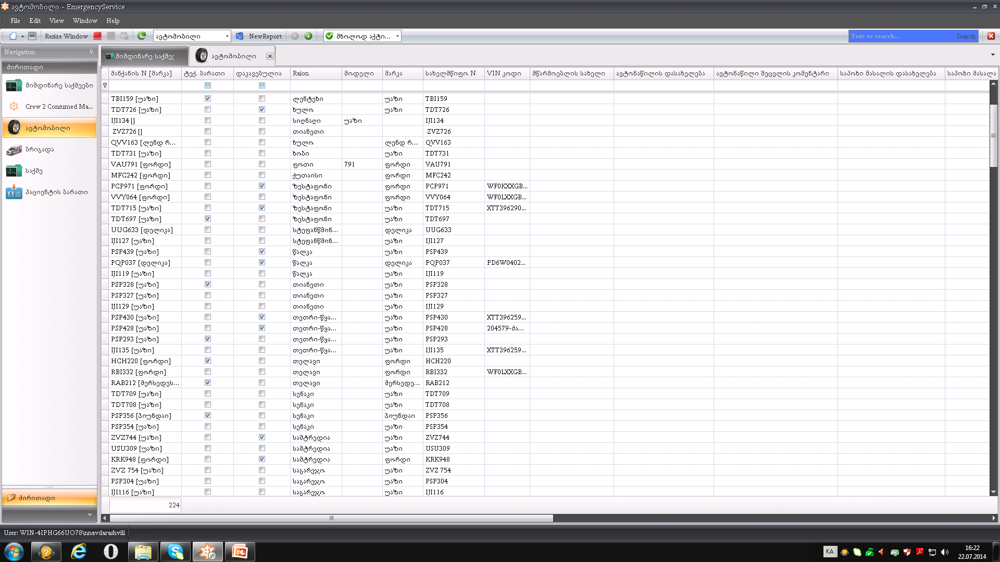 ავტომობილი - EmergencyService
File Edit View Window Help
Resize Window ავტომობილი NewReport მხოლოდ აქტი... Text to search... Search
Navigation მიმდინარე საქმეე ავტომობილი
პირითადი
მიმდინარე საქმეები
Crew 2 Consumed Ma...
ავტომობილი
ბრიგადა
საქმე
პაციენტის ბარათი
პირითადი
მანქანის N [მარკა] ტექ. ბარათი დაკავებულია Raion მოდელი მარკა სახელმწიფო N VIN კოდი მწარმოებლის სახელი ავტონაწილის დასახელება ავტონაწილი შეცვლის კომენტარი საპოხი მასალის დასახელება საპოხი მასალა
TBI159 [უაზი] ლენტეხი უაზი TBI159
TDT726 [უაზი] ხულო უაზი TDT726
IJI134 [] სიღნაღი უაზი IJI134
ZVZ726 [] თიანეთი ZVZ726
QVV163 [ლენდ რ... ხულო ლენდ რ... QVV163
TDT731 [უაზი] ხობი უაზი TDT731
VAU791 [ფორდი] ფოთი 791 ფორდი VAU791
MFC242 [ფორდი] ქუთაისი ფორდი MFC242
PCP971 [ფორდი] ზესტაფონი ფორდი PCP971 WF0KXXGB...
VVY064 [ფორდი] ზესტაფონი ფორდი VVY064 WF0LXXGB...
TDT715 [უაზი] ზესტაფონი უაზი TDT715 XTT396290...
TDT697 [უაზი] ზესტაფონი უაზი TDT697
UUG633 [დელიკა] სტეფანწმინ... დელიკა UUG633
IJI127 [უაზი] სტეფანწმინ... უაზი IJI127
PSP439 [უაზი] წალკა უაზი PSP439
PQP037 [დელიკა] წალკა დელიკა PQP037 PD6W0402...
IJI119 [უაზი] წალკა უაზი IJI119
PSP328 [უაზი] თიანეთი უაზი PSP328
PSP327 [უაზი] თიანეთი უაზი PSP327
IJI129 [უაზი] თიანეთი უაზი IJI129
PSP430 [უაზი] თეთრი-წყა... უაზი PSP430 XTT396259...
PSP428 [უაზი] თეთრი-წყა... უაზი PSP428 204579-ძა...
PSP293 [უაზი] თეთრი-წყა... უაზი PSP293
IJI135 [უაზი] თეთრი-წყა... უაზი IJI135 XTT396259...
HCH220 [ფორდი] თელავი ფორდი HCH220
RBI332 [ფორდი] თელავი ფორდი RBI332 WF0LXXGB...
RAB212 [მერსედეს... თელავი მერსედე... RAB212
TDT709 [უაზი] სენაკი უაზი TDT709
TDT708 [უაზი] სენაკი უაზი TDT708
PSP356 [ჰიუნდაი] სენაკი ჰიუნდაი PSP356
PSP354 [უაზი] სენაკი უაზი PSP354
ZVZ744 [უაზი] სამტრედია უაზი ZVZ744
USU309 [უაზი] სამტრედია უაზი USU309
KRK948 [ფორდი] სამტრედია ფორდი KRK948
ZVZ 754 [უაზი] საგარეჯო უაზი ZVZ 754
PSP304 [უაზი] საგარეჯო უაზი PSP304
IJI116 [უაზი] საგარეჯო უაზი IJI116
224
User: WIN-4IPHG66UO78\nnavdarashvili
KA 16:22
22.07.2014